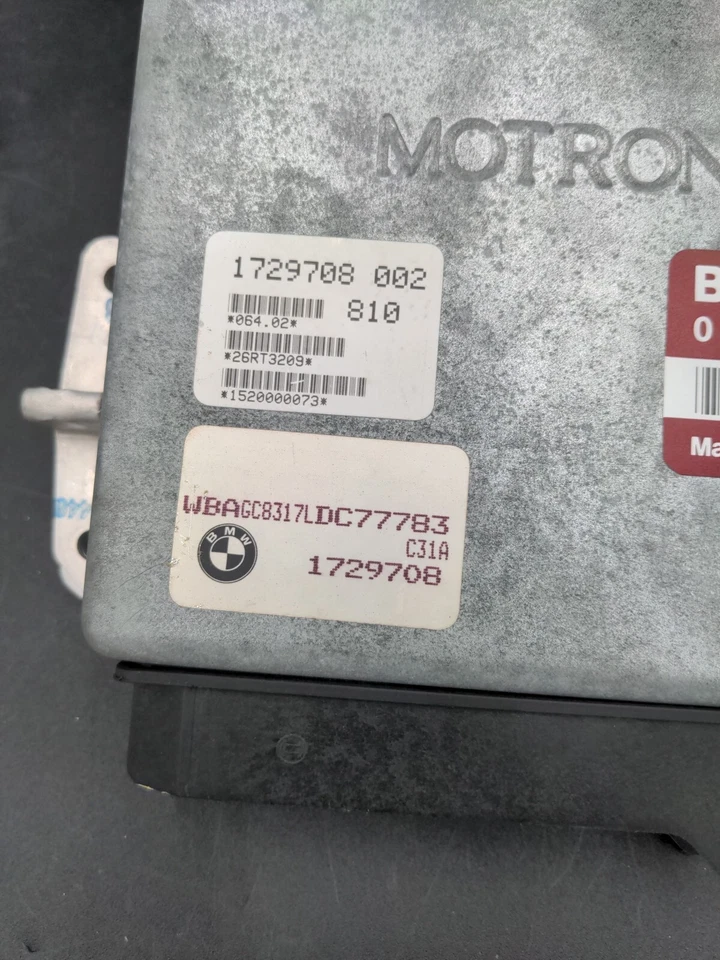 MOTRON
1729708 002
810
*064.02*
*26RT3209*
*1520000073*
B
0
Ma
WBAGC8317LDC77783
BMW
C31A
1729708